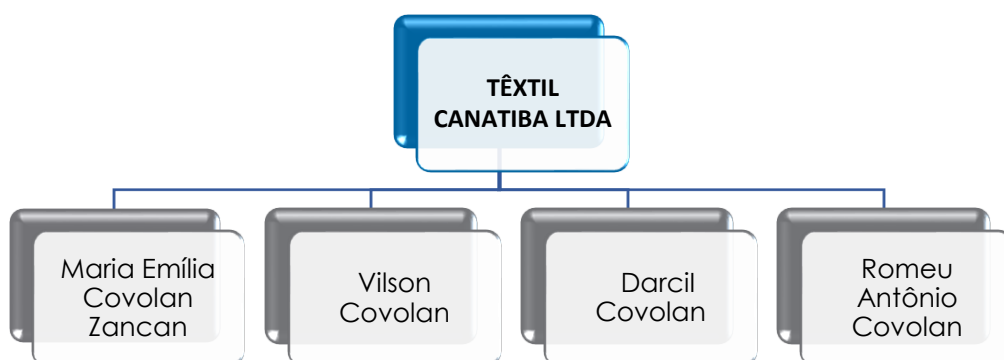 TÊXTIL
CANATIBA LTDA
Maria Emília
Covolan
Zancan
Vilson
Covolan
Darcil
Covolan
Romeu
Antônio
Covolan